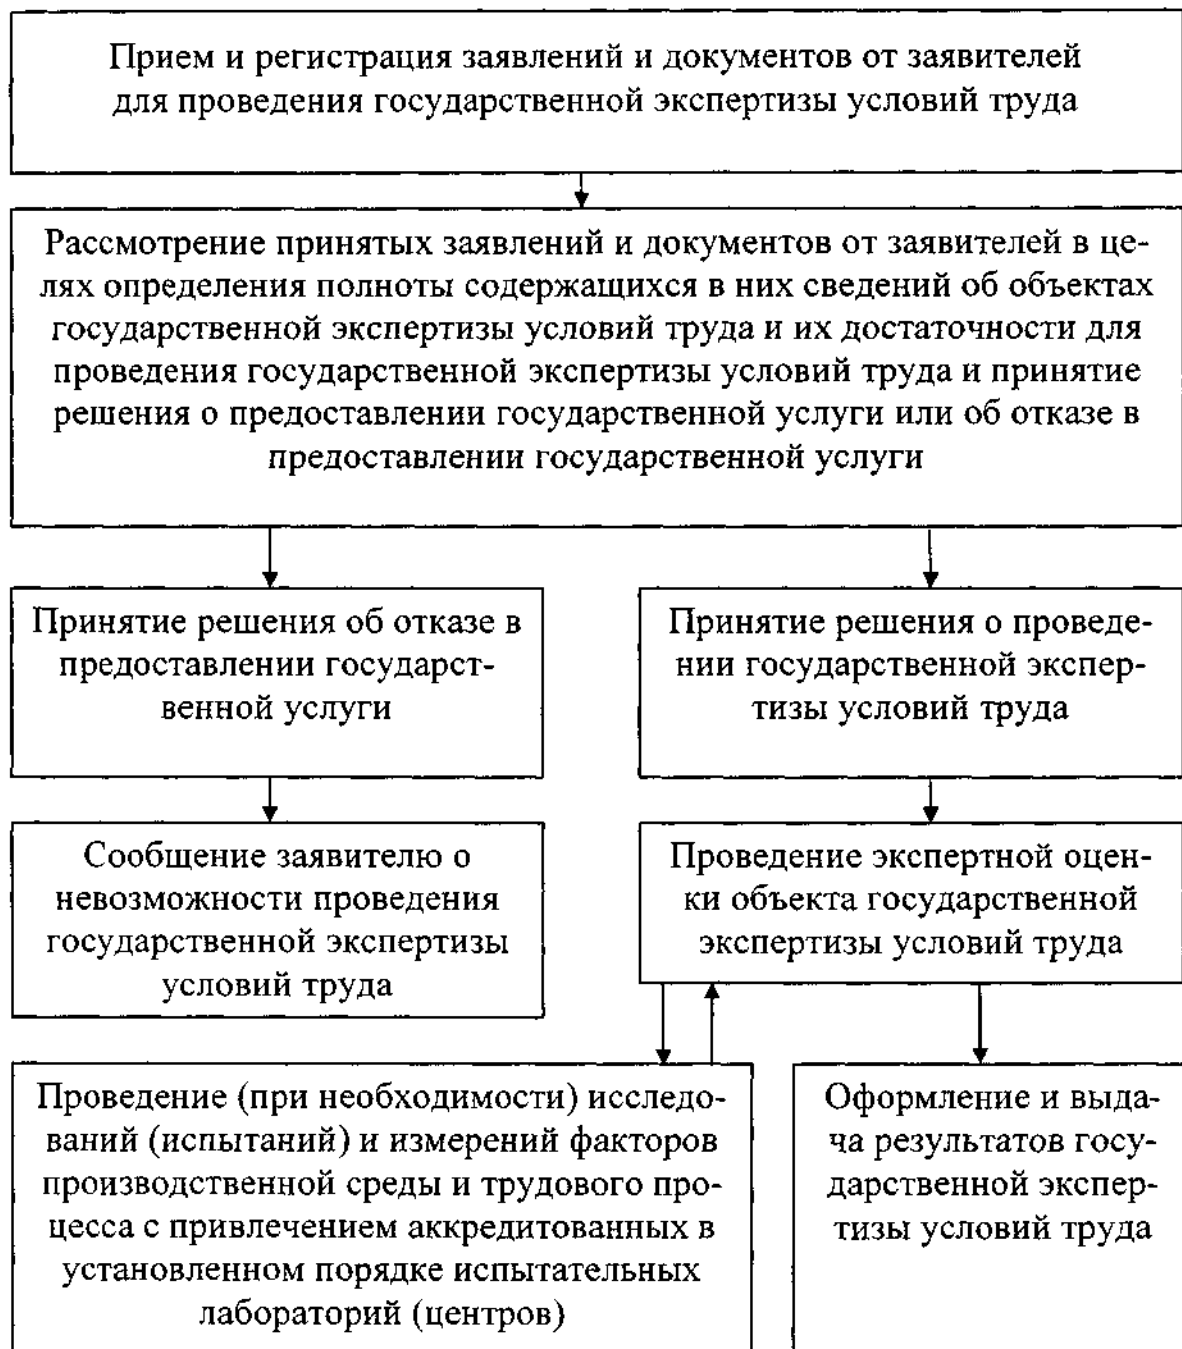 Прием и регистрация заявлений и документов от заявителей
для проведения государственной экспертизы условий труда
Рассмотрение принятых заявлений и документов от заявителей в це-
лях определения полноты содержащихся в них сведений об объектах
государственной экспертизы условий труда и их достаточности для
проведения государственной экспертизы условий труда и принятие
решения о предоставлении государственной услуги или об отказе в
предоставлении государственной услуги
Принятие решения об отказе в
предоставлении государст-
венной услуги
Принятие решения о проведе-
нии государственной экспер-
тизы условий труда
Сообщение заявителю о
невозможности проведения
государственной экспертизы
условий труда
Проведение экспертной оцен-
ки объекта государственной
экспертизы условий труда
Проведение (при необходимости) исследо-
ваний (испытаний) и измерений факторов
производственной среды и трудового про-
цесса с привлечением аккредитованных в
установленном порядке испытательных
лабораторий (центров)
Оформление и выда-
ча результатов госу-
дарственной экспер-
тизы условий труда